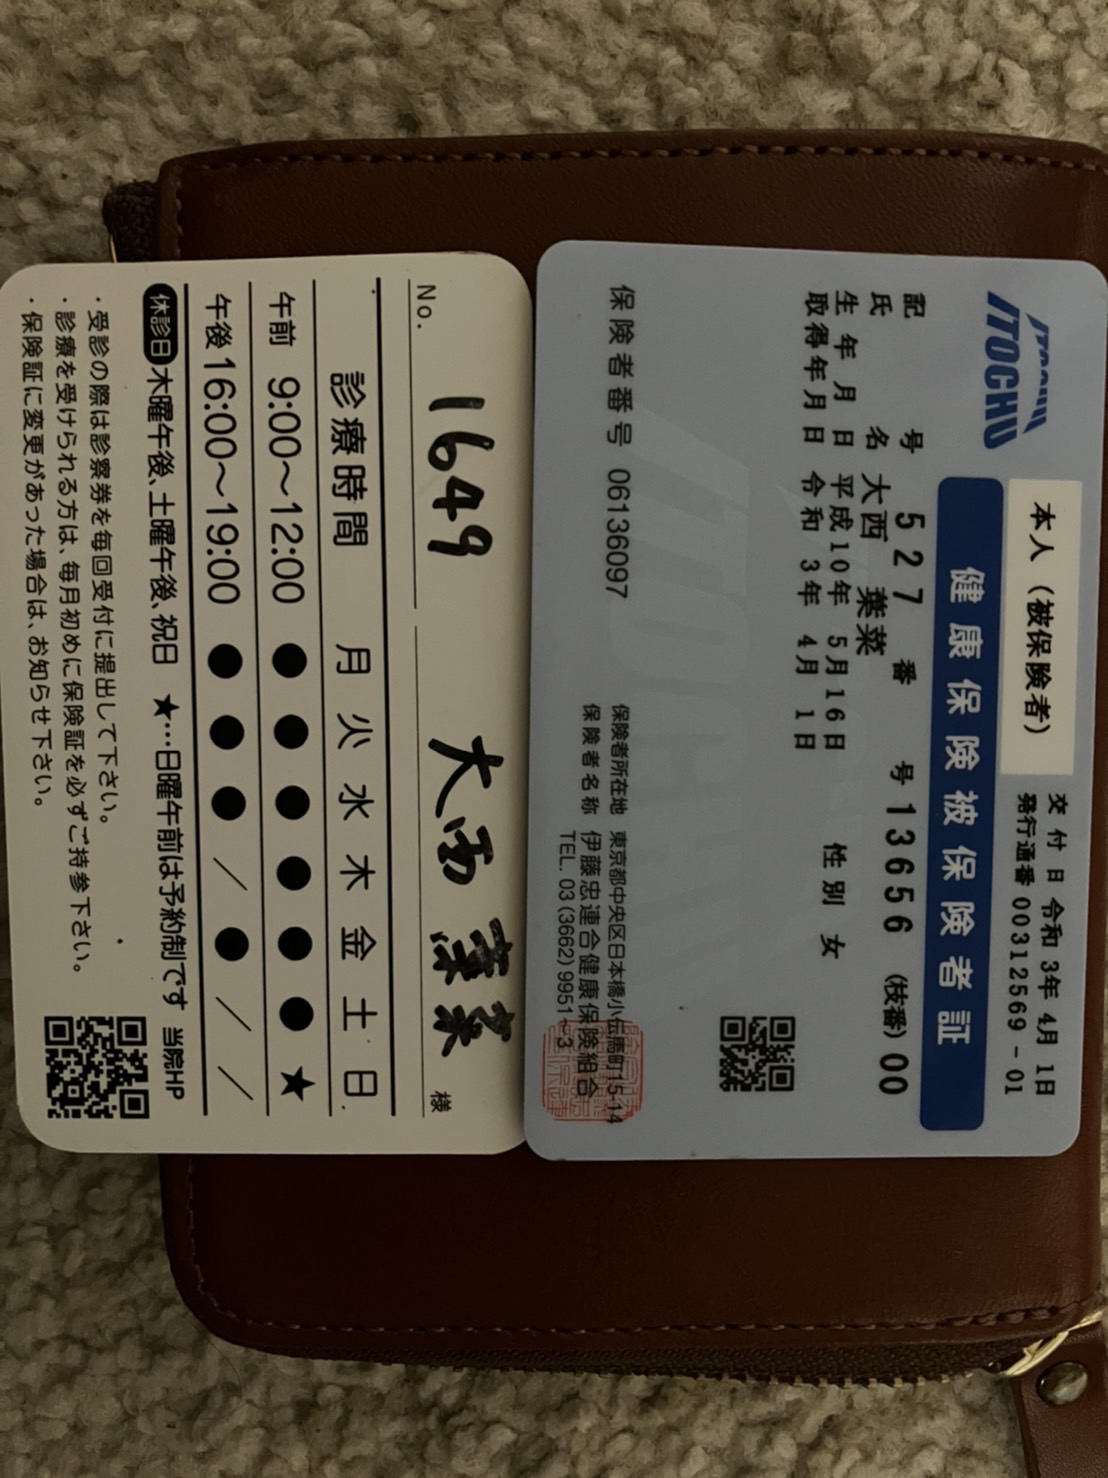 ITOCHU
本人（被保険者）
交付日 令和 3年 4月 1日
発行通番 00312569-01
健康保険被保険者証
記号 527 番号 13656 （枝番）00
氏名 大西 葉菜
生年月日 平成10年 5月16日 性別 女
取得年月日 令和 3年 4月 1日
保険者番号 06136097
保険者所在地 東京都中央区日本橋小伝馬町15-14
保険者名称 伊藤忠連合健康保険組合
TEL. 03(3662)9951~3
No. 1649 大西 葉菜 様
診療時間 月 火 水 木 金 土 日
午前 9:00〜12:00 ● ● ● ● ● ● ★
午後 16:00〜19:00 ● ● ● ／ ● ／ ／
休診日 木曜午後、土曜午後、祝日 ★…日曜午前は予約制です 当院HP
・受診の際は診察券を毎回受付に提出して下さい。
・診療を受けられる方は、毎月初めに保険証を必ずご持参下さい。
・保険証に変更があった場合は、お知らせ下さい。